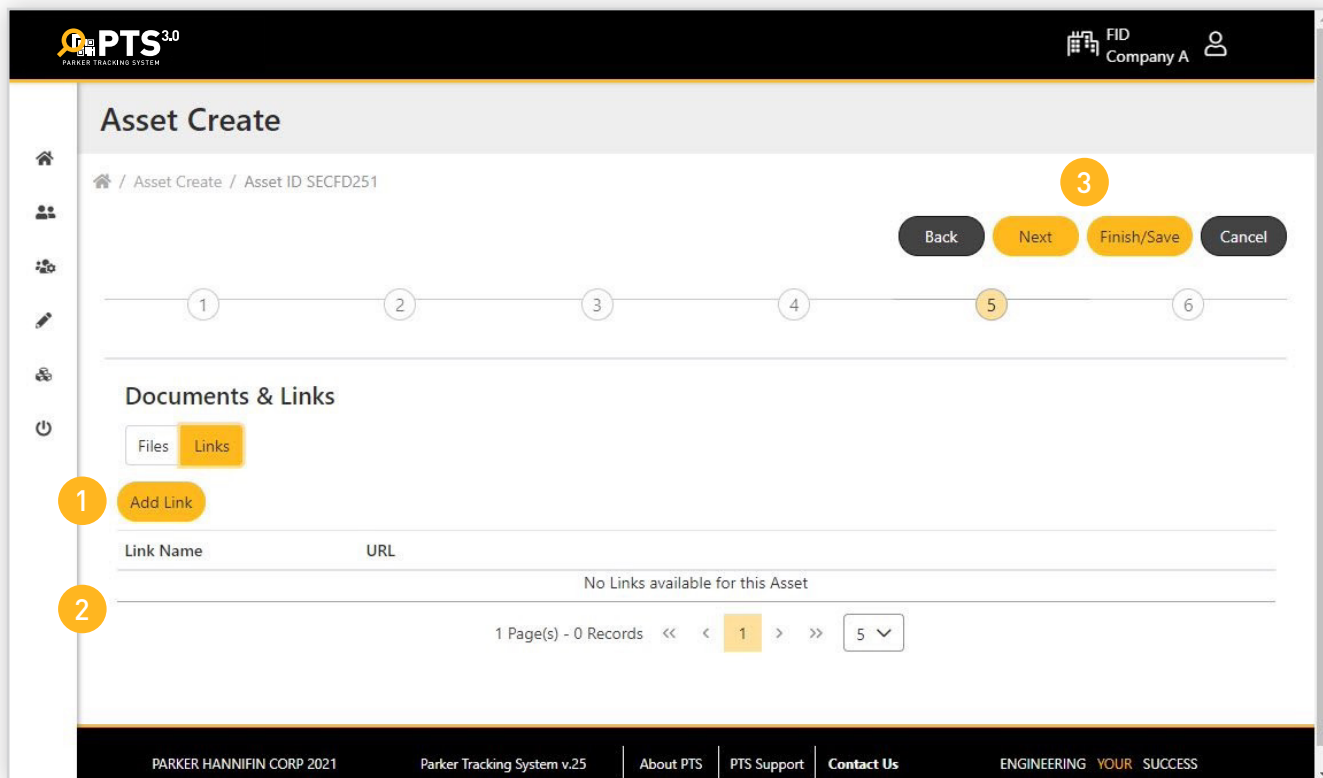 PTS 3.0
PARKER TRACKING SYSTEM
FID
Company A
Asset Create
/ Asset Create / Asset ID SECFD251
3
Back Next Finish/Save Cancel
1 2 3 4 5 6
Documents & Links
Files Links
1 Add Link
Link Name URL
No Links available for this Asset
2
1 Page(s) - 0 Records << < 1 > >> 5
PARKER HANNIFIN CORP 2021 Parker Tracking System v.25 About PTS PTS Support Contact Us ENGINEERING YOUR SUCCESS